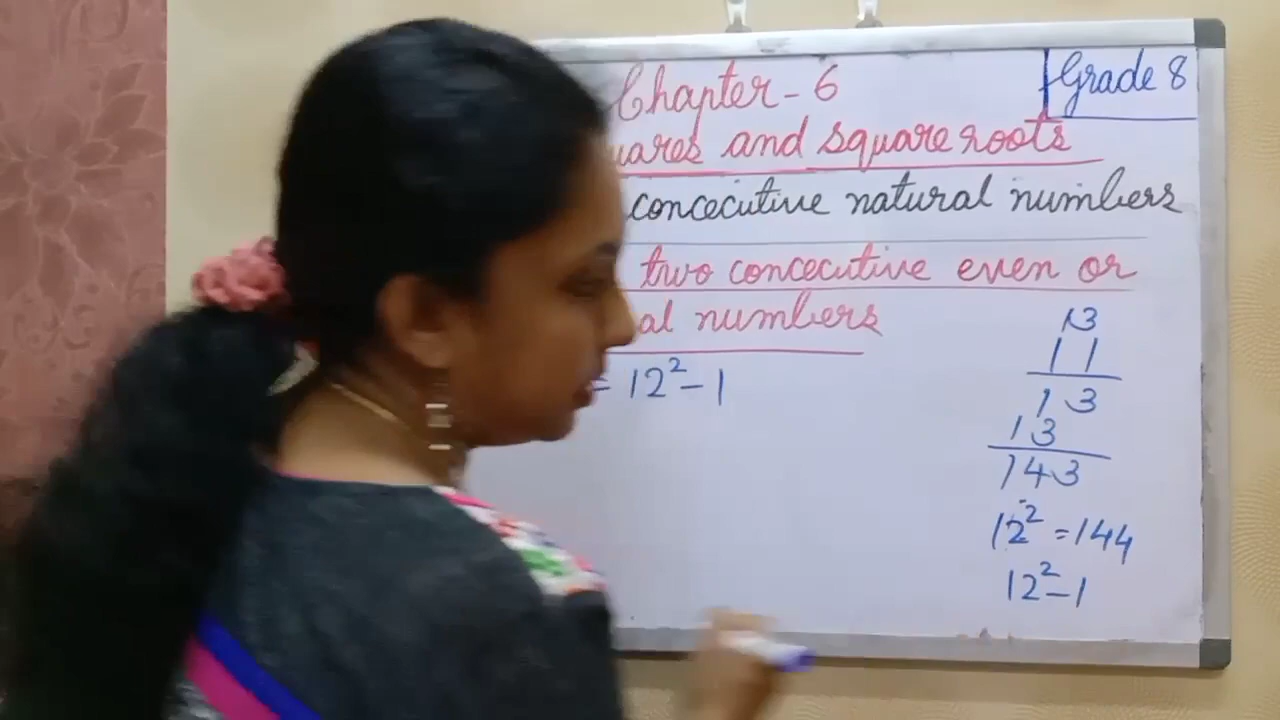 Chapter - 6
Grade 8
uares and square roots
concecutive natural numbers
two concecutive even or
al numbers
= 12² - 1
13
11
13
13
143
12² = 144
12² - 1